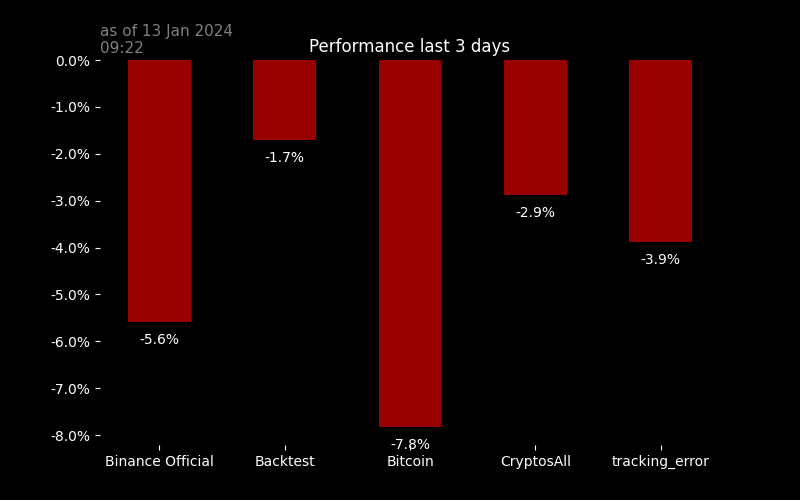 as of 13 Jan 2024
09:22
Performance last 3 days
0.0%
-1.0%
-2.0%
-3.0%
-4.0%
-5.0%
-6.0%
-7.0%
-8.0%
-5.6%
-1.7%
-7.8%
-2.9%
-3.9%
Binance Official
Backtest
Bitcoin
CryptosAll
tracking_error